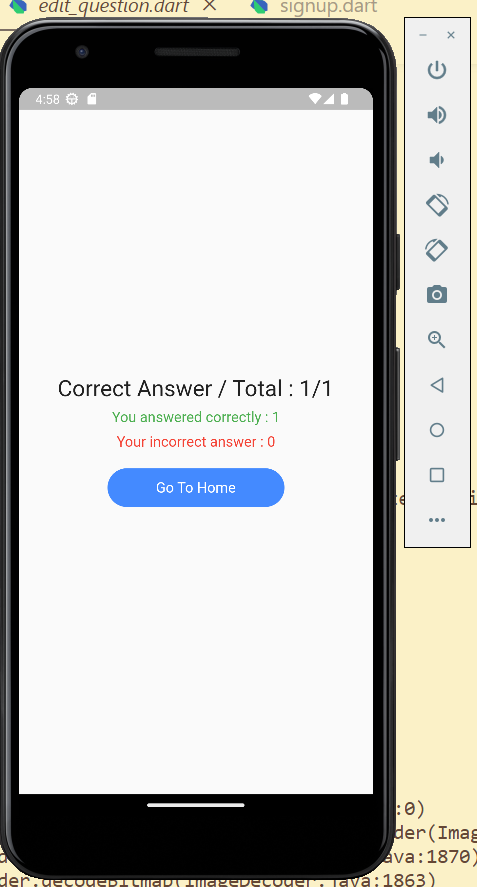 edit_question.dart
signup.dart
4:58
Correct Answer / Total : 1/1
You answered correctly : 1
Your incorrect answer : 0
Go To Home
:0)
der(Imag
ava:1870)
der.decodeBitmap(ImageDecoder.java:1863)